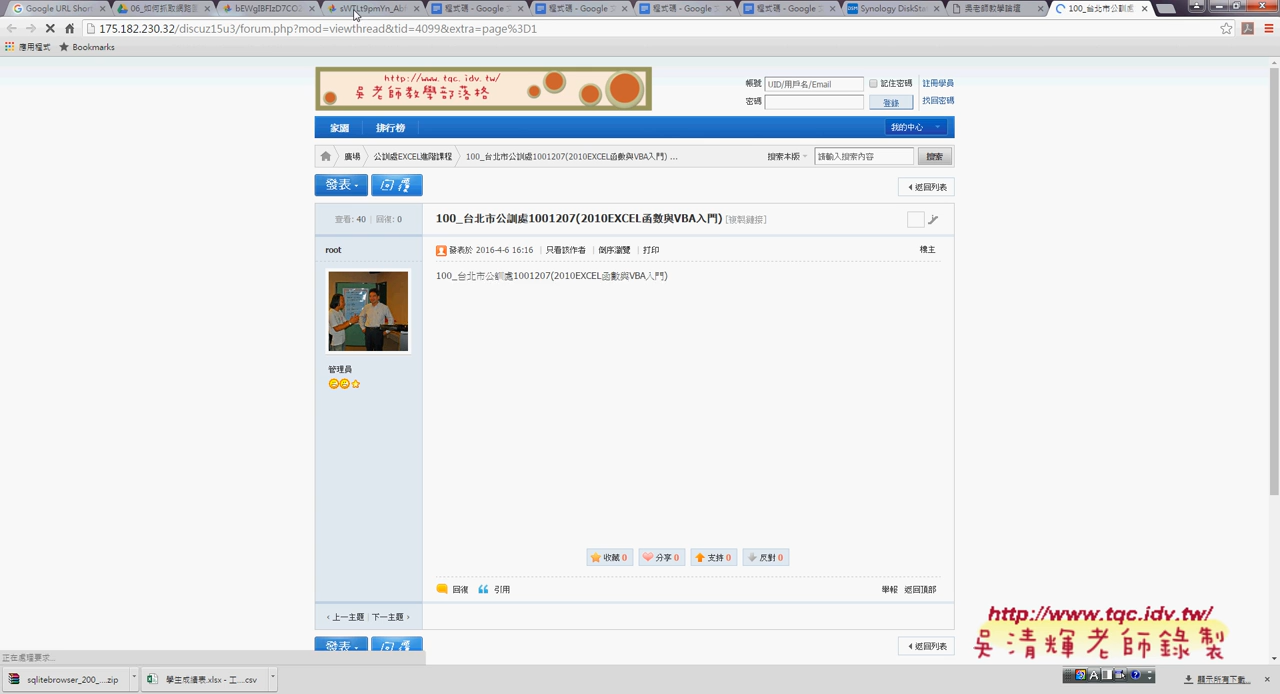 Google URL Short
06_如何抓取網路圖
bEWgIBFIzD7CO2
sWTLt9pmYn_Ab
程式碼 - Google
程式碼 - Google
程式碼 - Google
程式碼 - Google
Synology DiskSta
吳老師教學論壇
100_台北市公訓處
175.182.230.32/discuz15u3/forum.php?mod=viewthread&tid=4099&extra=page%3D1
應用程式 Bookmarks
http://www.tqc.idv.tw/
吳老師教學部落格
帳號 UID/用戶名/Email 記住密碼 註冊學員
密碼 登錄 找回密碼
家園 排行榜 我的中心
廣場 公訓處EXCEL進階課程 100_台北市公訓處1001207(2010EXCEL函數與VBA入門) ... 搜索本版 請輸入搜索內容 搜索
發表 返回列表
查看: 40 | 回復: 0 100_台北市公訓處1001207(2010EXCEL函數與VBA入門) [複製鏈接]
root 發表於 2016-4-6 16:16 | 只看該作者 | 倒序瀏覽 | 打印 樓主
100_台北市公訓處1001207(2010EXCEL函數與VBA入門)
管理員
收藏 0 分享 0 支持 0 反對 0
回復 引用 舉報 返回頂部
‹ 上一主題 | 下一主題 ›
發表 返回列表
http://www.tqc.idv.tw/
吳清輝老師錄製
正在處理要求...
sqlitebrowser_200_....zip 學生成績表.xlsx - 工....csv 顯示所有下載...